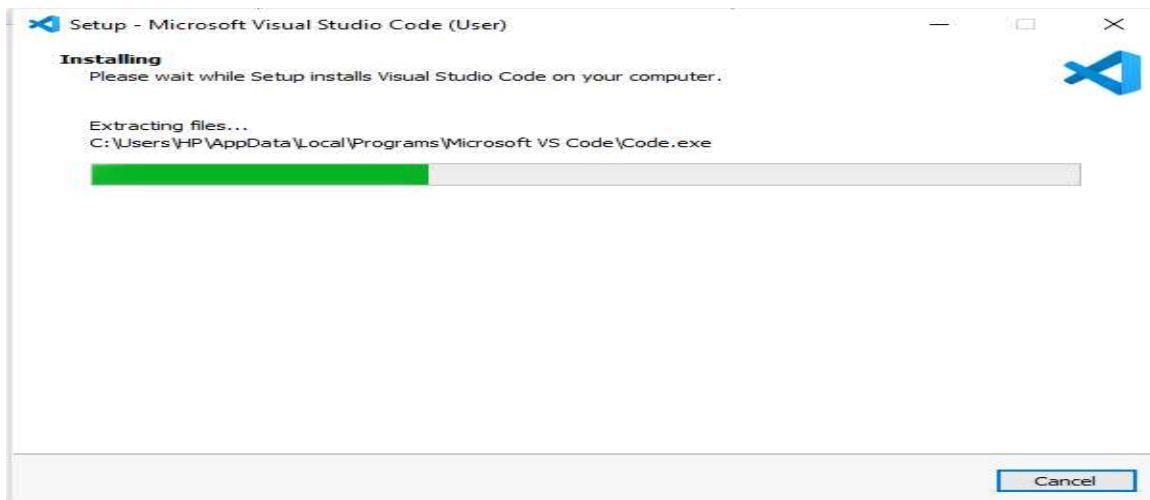 Setup - Microsoft Visual Studio Code (User)
Installing
Please wait while Setup installs Visual Studio Code on your computer.
Extracting files...
C:\Users\HP\AppData\Local\Programs\Microsoft VS Code\Code.exe
Cancel